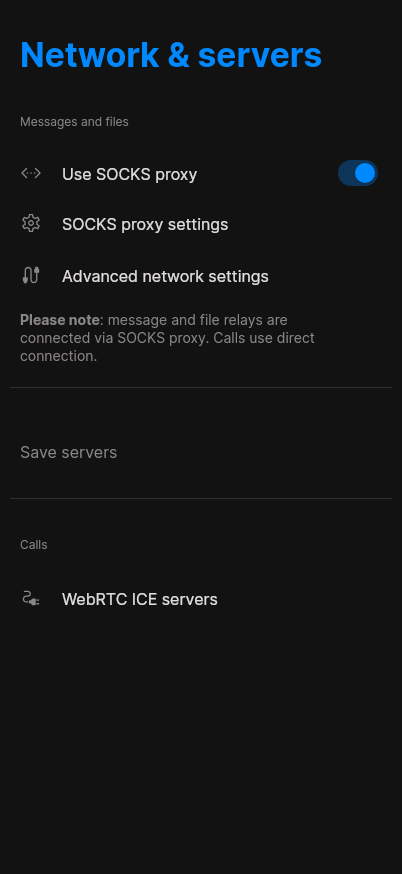 Network & servers
Messages and files
Use SOCKS proxy
SOCKS proxy settings
Advanced network settings
Please note: message and file relays are
connected via SOCKS proxy. Calls use direct
connection.
Save servers
Calls
WebRTC ICE servers